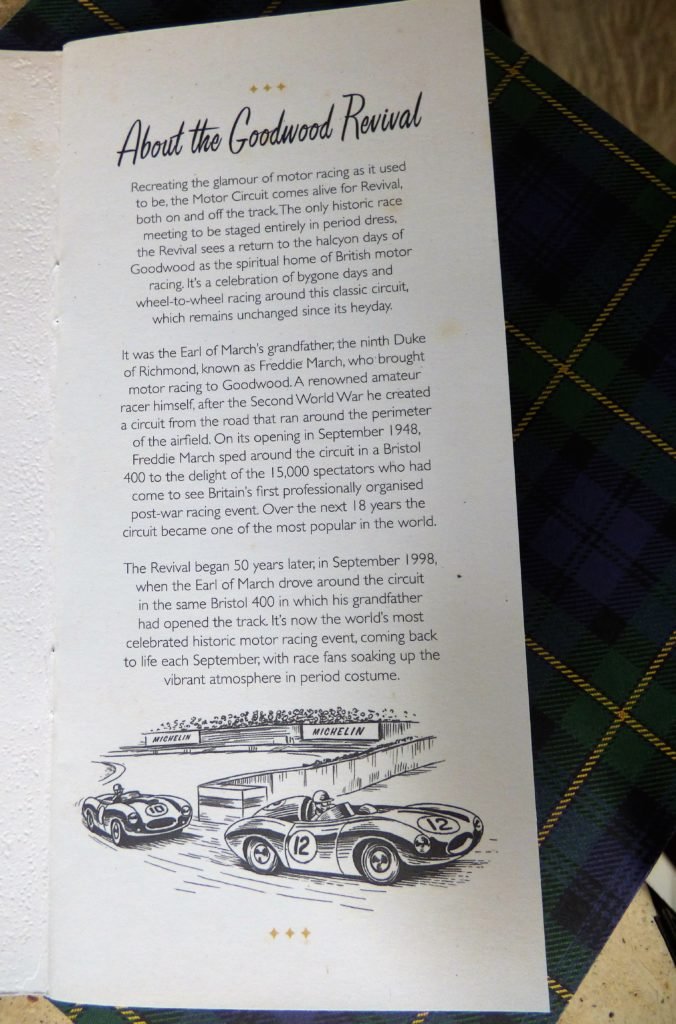 About the Goodwood Revival
Recreating the glamour of motor racing as it used
to be, the Motor Circuit comes alive for Revival,
both on and off the track. The only historic race
meeting to be staged entirely in period dress,
the Revival sees a return to the halcyon days of
Goodwood as the spiritual home of British motor
racing. It's a celebration of bygone days and
wheel-to-wheel racing around this classic circuit,
which remains unchanged since its heyday.
It was the Earl of March's grandfather, the ninth Duke
of Richmond, known as Freddie March, who brought
motor racing to Goodwood. A renowned amateur
racer himself, after the Second World War he created
a circuit from the road that ran around the perimeter
of the airfield. On its opening in September 1948,
Freddie March sped around the circuit in a Bristol
400 to the delight of the 15,000 spectators who had
come to see Britain's first professionally organised
post-war racing event. Over the next 18 years the
circuit became one of the most popular in the world.
The Revival began 50 years later, in September 1998,
when the Earl of March drove around the circuit
in the same Bristol 400 in which his grandfather
had opened the track. It's now the world's most
celebrated historic motor racing event, coming back
to life each September, with race fans soaking up the
vibrant atmosphere in period costume.
MICHELIN
MICHELIN
10
12
12